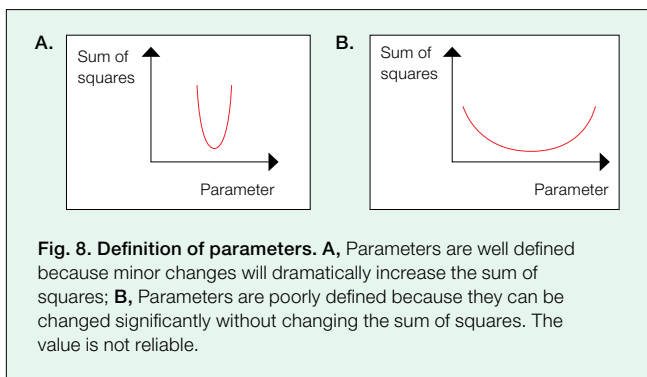 A.
Sum of
squares
Parameter
B.
Sum of
squares
Parameter
Fig. 8. Definition of parameters. A, Parameters are well defined
because minor changes will dramatically increase the sum of
squares; B, Parameters are poorly defined because they can be
changed significantly without changing the sum of squares. The
value is not reliable.